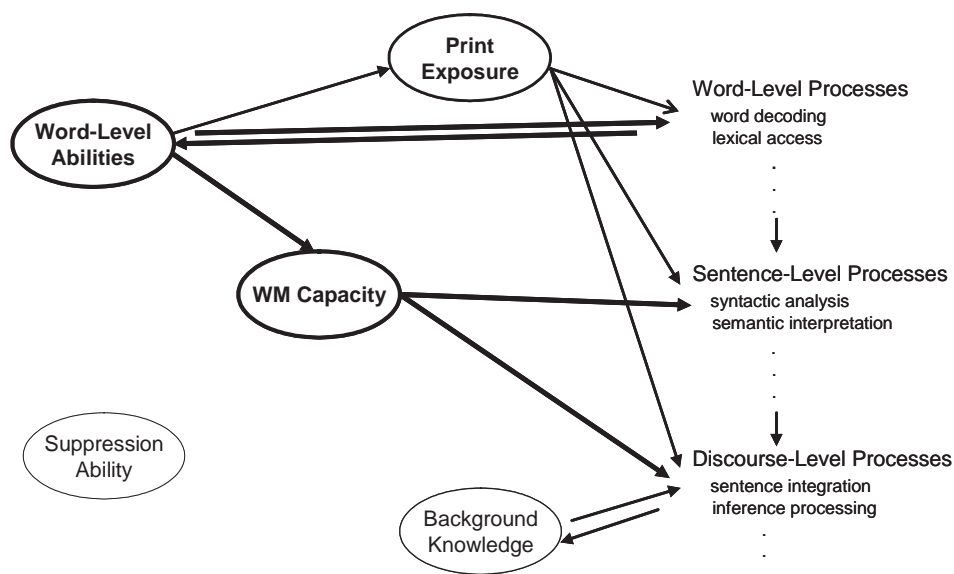 Print
Exposure
Word-Level Processes
word decoding
lexical access
Word-Level
Abilities
WM Capacity
Sentence-Level Processes
syntactic analysis
semantic interpretation
Suppression
Ability
Discourse-Level Processes
sentence integration
inference processing
Background
Knowledge